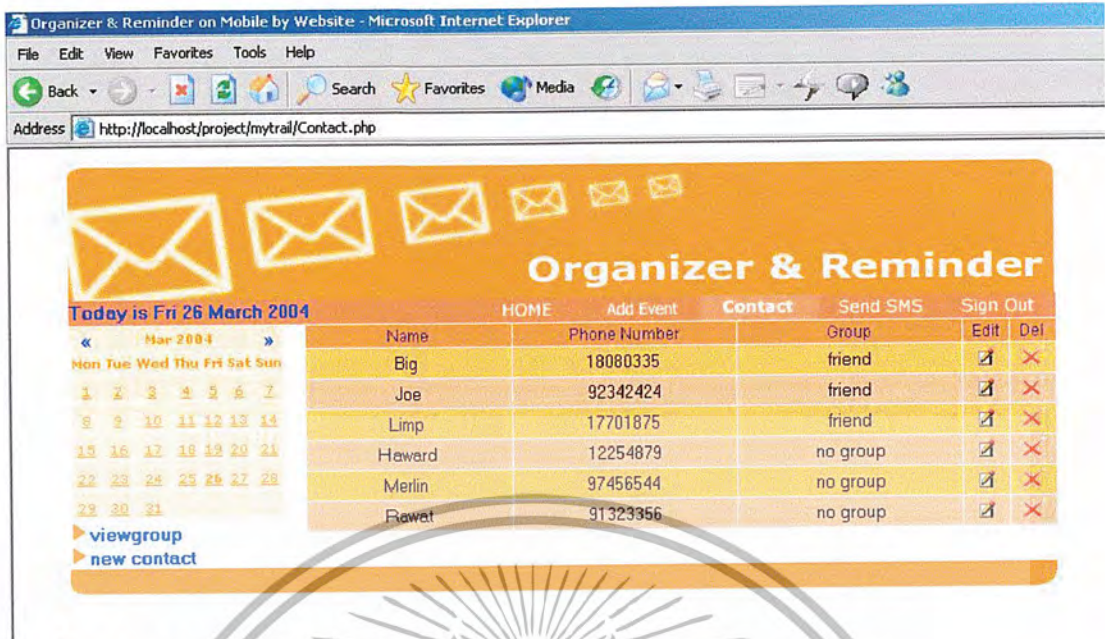 Organizer & Reminder on Mobile by Website - Microsoft Internet Explorer
File Edit View Favorites Tools Help
Back Search Favorites Media
Address http://localhost/project/mytrail/Contact.php
Organizer & Reminder
Today is Fri 26 March 2004 HOME Add Event Contact Send SMS Sign Out
« Mar 2004 »
Mon Tue Wed Thu Fri Sat Sun
1 2 3 4 5 6 7
8 9 10 11 12 13 14
15 16 17 18 19 20 21
22 23 24 25 26 27 28
29 30 31
viewgroup
new contact
Name Phone Number Group Edit Del
Big 18080335 friend
Joe 92342424 friend
Limp 17701875 friend
Haward 12254879 no group
Merlin 97456544 no group
Rawat 91323356 no group